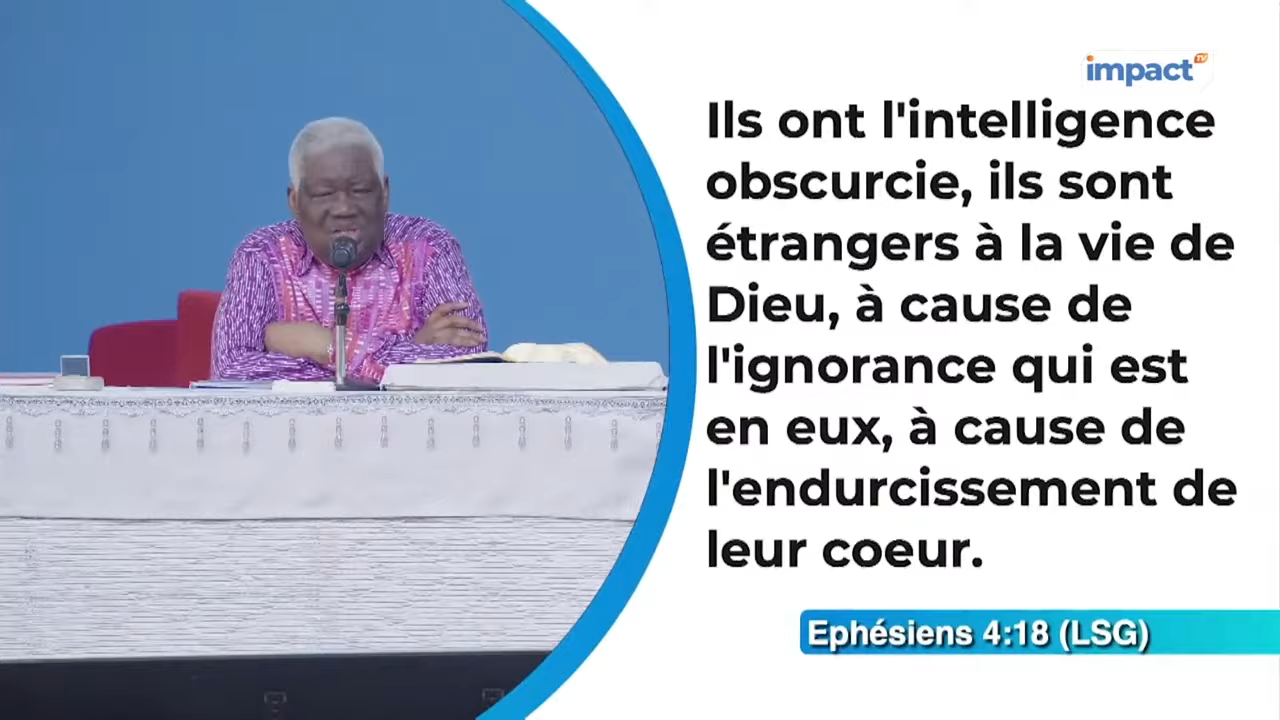 impact TV
Ils ont l'intelligence
obscurcie, ils sont
étrangers à la vie de
Dieu, à cause de
l'ignorance qui est
en eux, à cause de
l'endurcissement de
leur coeur.
Ephésiens 4:18 (LSG)